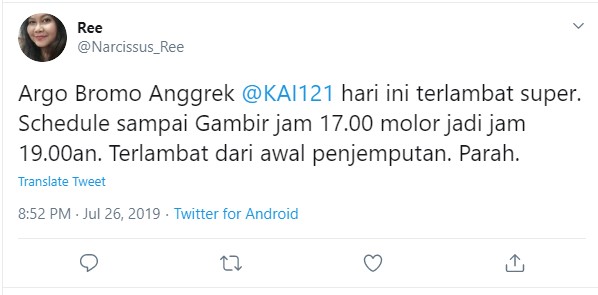 Ree
@Narcissus_Ree
Argo Bromo Anggrek @KAI121 hari ini terlambat super.
Schedule sampai Gambir jam 17.00 molor jadi jam
19.00an. Terlambat dari awal penjemputan. Parah.
Translate Tweet
8:52 PM · Jul 26, 2019 · Twitter for Android